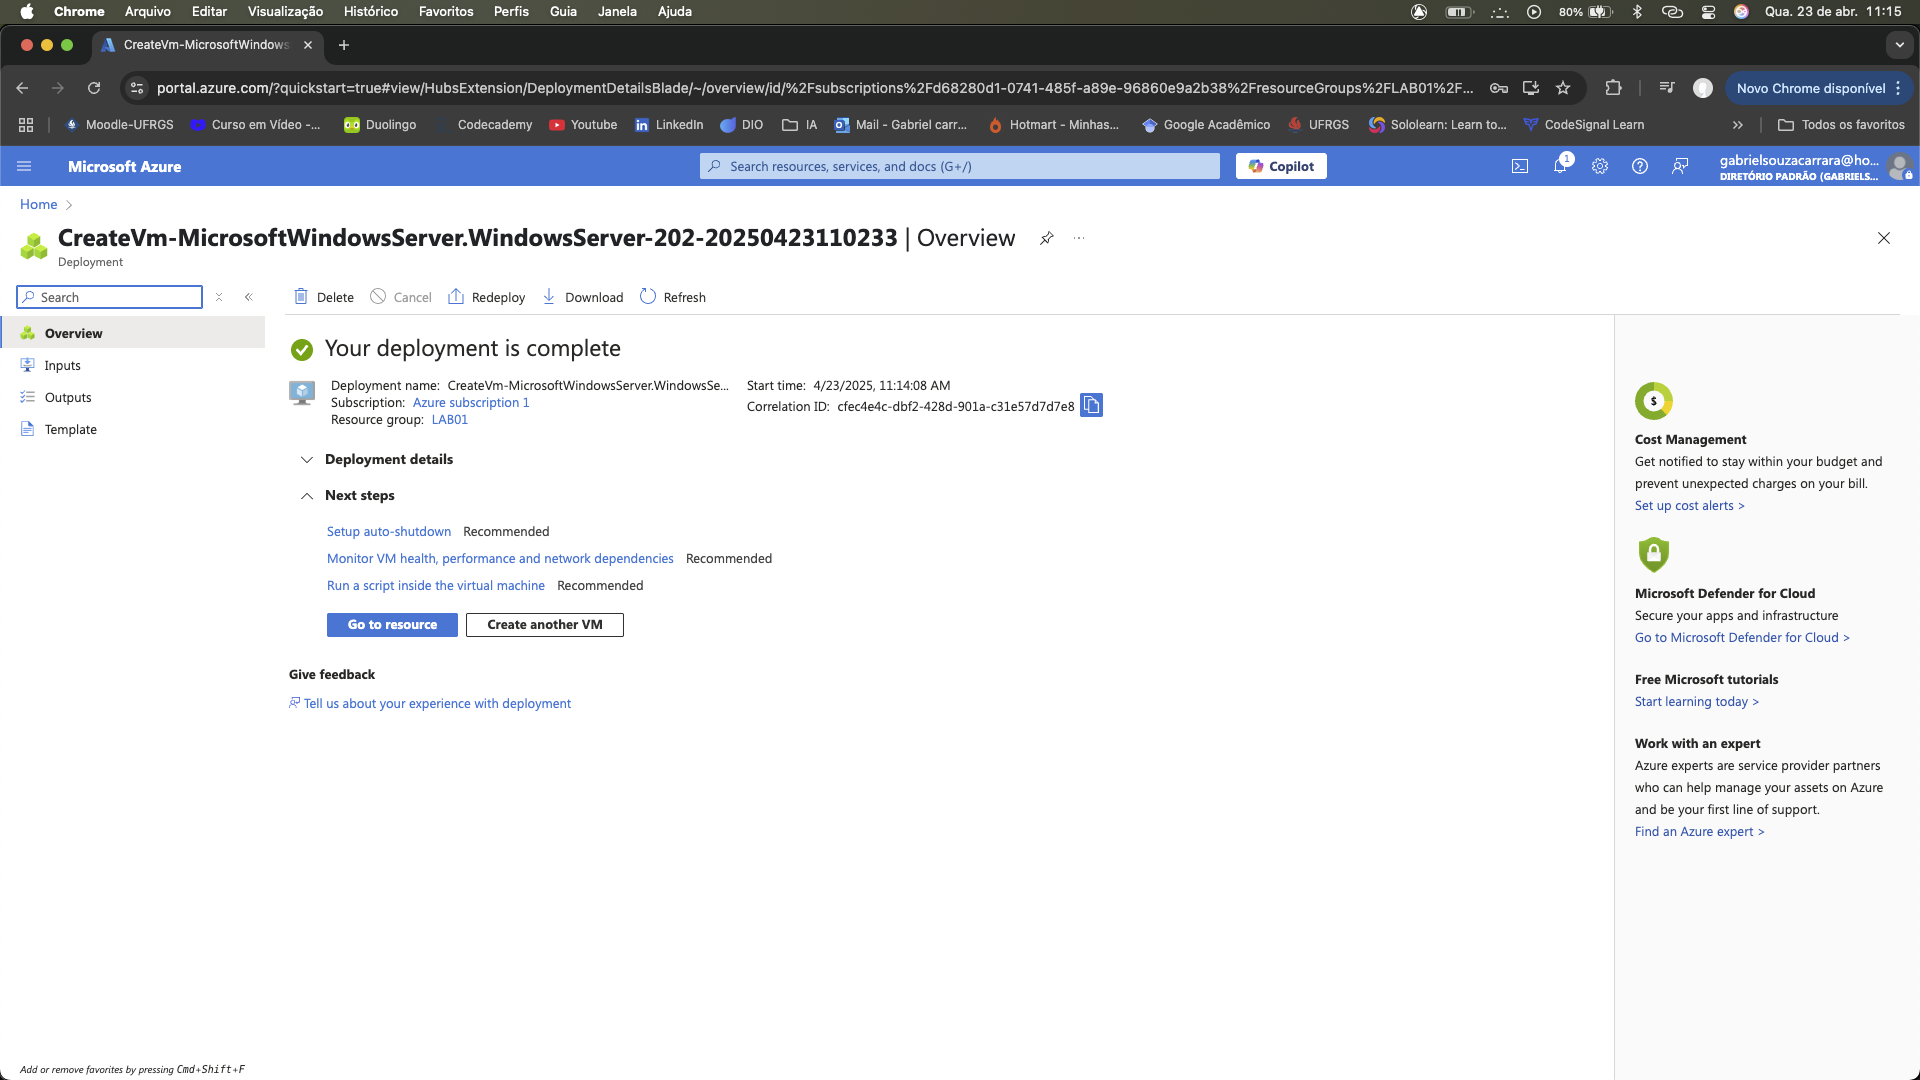 Chrome Arquivo Editar Visualização Histórico Favoritos Perfis Guia Janela Ajuda 80% Qua. 23 de abr. 11:15
CreateVm-MicrosoftWindows
portal.azure.com/?quickstart=true#view/HubsExtension/DeploymentDetailsBlade/~/overview/id/%2Fsubscriptions%2Fd68280d1-0741-485f-a89e-96860e9a2b38%2FresourceGroups%2FLAB01%2F... Novo Chrome disponível
Moodle-UFRGS Curso em Vídeo -... Duolingo Codecademy Youtube LinkedIn DIO IA Mail - Gabriel carr... Hotmart - Minhas... Google Acadêmico UFRGS Sololearn: Learn to... CodeSignal Learn » Todos os favoritos
Microsoft Azure Search resources, services, and docs (G+/) Copilot 1 gabrielsouzacarrara@ho...
DIRETÓRIO PADRÃO (GABRIELS...
Home >
CreateVm-MicrosoftWindowsServer.WindowsServer-202-20250423110233 | Overview ...
Deployment
Search
Delete Cancel Redeploy Download Refresh
Overview
Inputs
Outputs
Template
Your deployment is complete
Deployment name: CreateVm-MicrosoftWindowsServer.WindowsSe...
Subscription: Azure subscription 1
Resource group: LAB01
Start time: 4/23/2025, 11:14:08 AM
Correlation ID: cfec4e4c-dbf2-428d-901a-c31e57d7d7e8
Deployment details
Next steps
Setup auto-shutdown Recommended
Monitor VM health, performance and network dependencies Recommended
Run a script inside the virtual machine Recommended
Go to resource Create another VM
Give feedback
Tell us about your experience with deployment
$
Cost Management
Get notified to stay within your budget and
prevent unexpected charges on your bill.
Set up cost alerts >
Microsoft Defender for Cloud
Secure your apps and infrastructure
Go to Microsoft Defender for Cloud >
Free Microsoft tutorials
Start learning today >
Work with an expert
Azure experts are service provider partners
who can help manage your assets on Azure
and be your first line of support.
Find an Azure expert >
Add or remove favorites by pressing Cmd+Shift+F